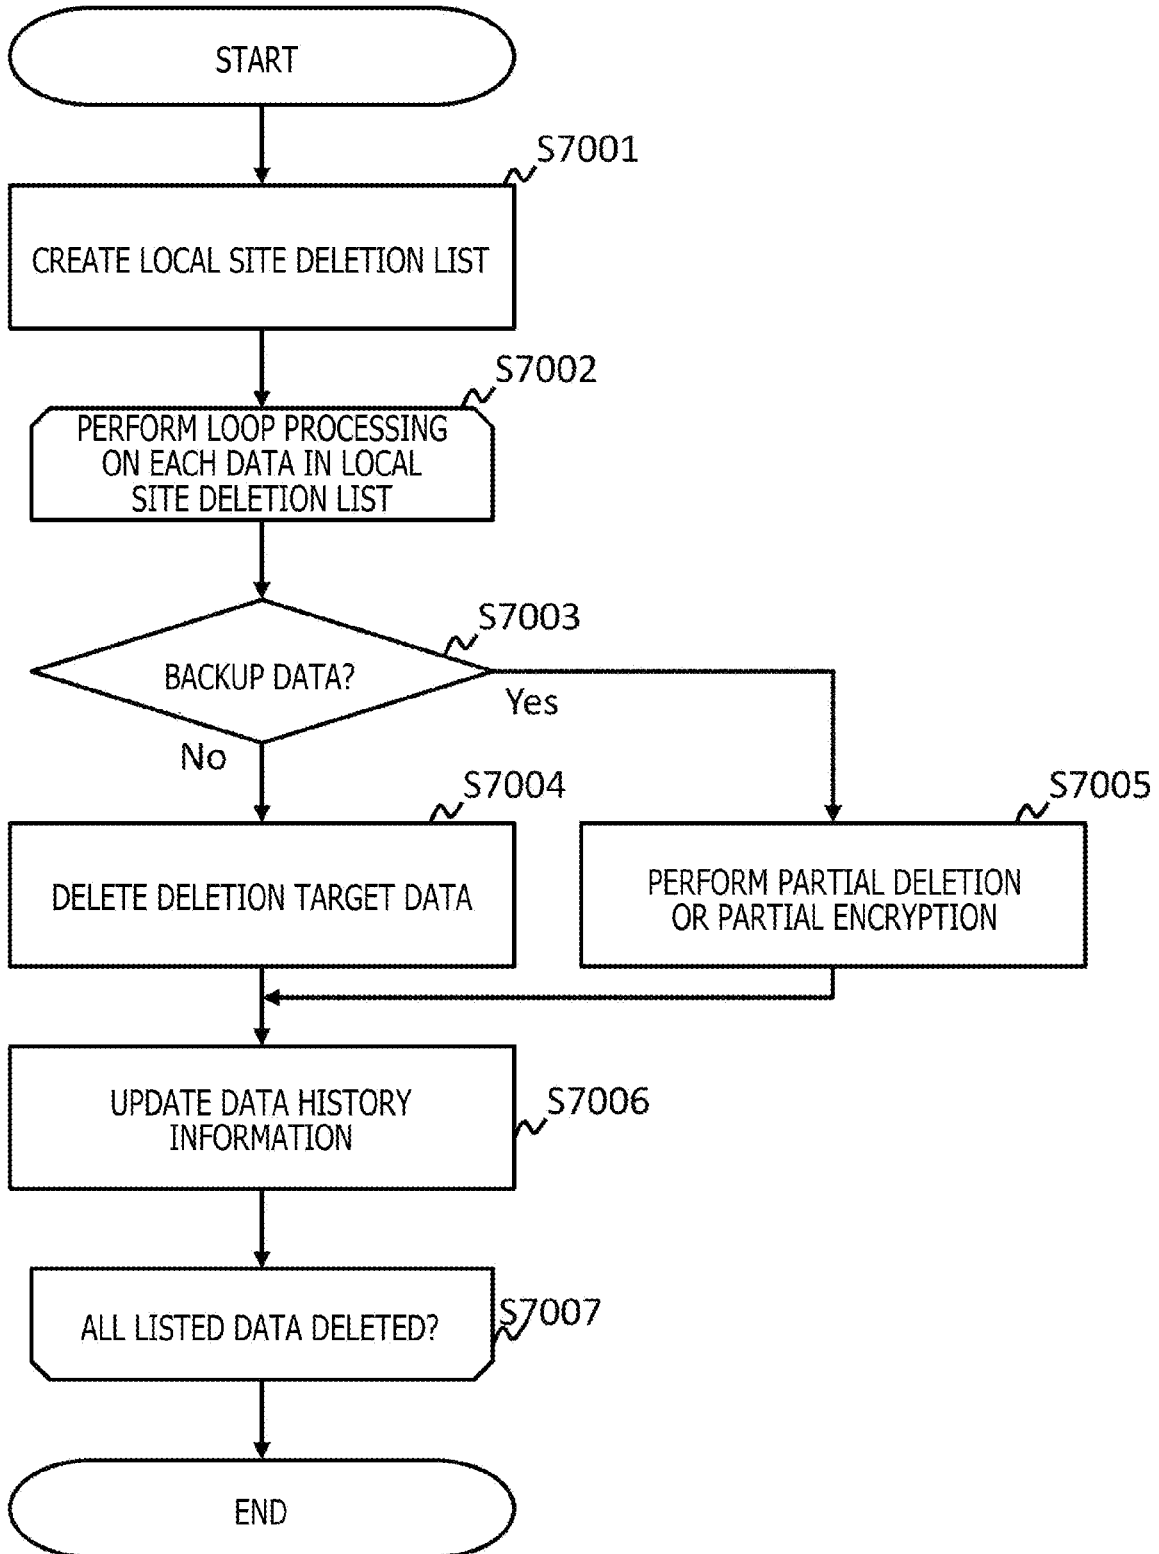 START
S7001
CREATE LOCAL SITE DELETION LIST
S7002
PERFORM LOOP PROCESSING
ON EACH DATA IN LOCAL
SITE DELETION LIST
S7003
BACKUP DATA?
Yes
No
S7004
DELETE DELETION TARGET DATA
S7005
PERFORM PARTIAL DELETION
OR PARTIAL ENCRYPTION
UPDATE DATA HISTORY
INFORMATION
S7006
ALL LISTED DATA DELETED?
S7007
END